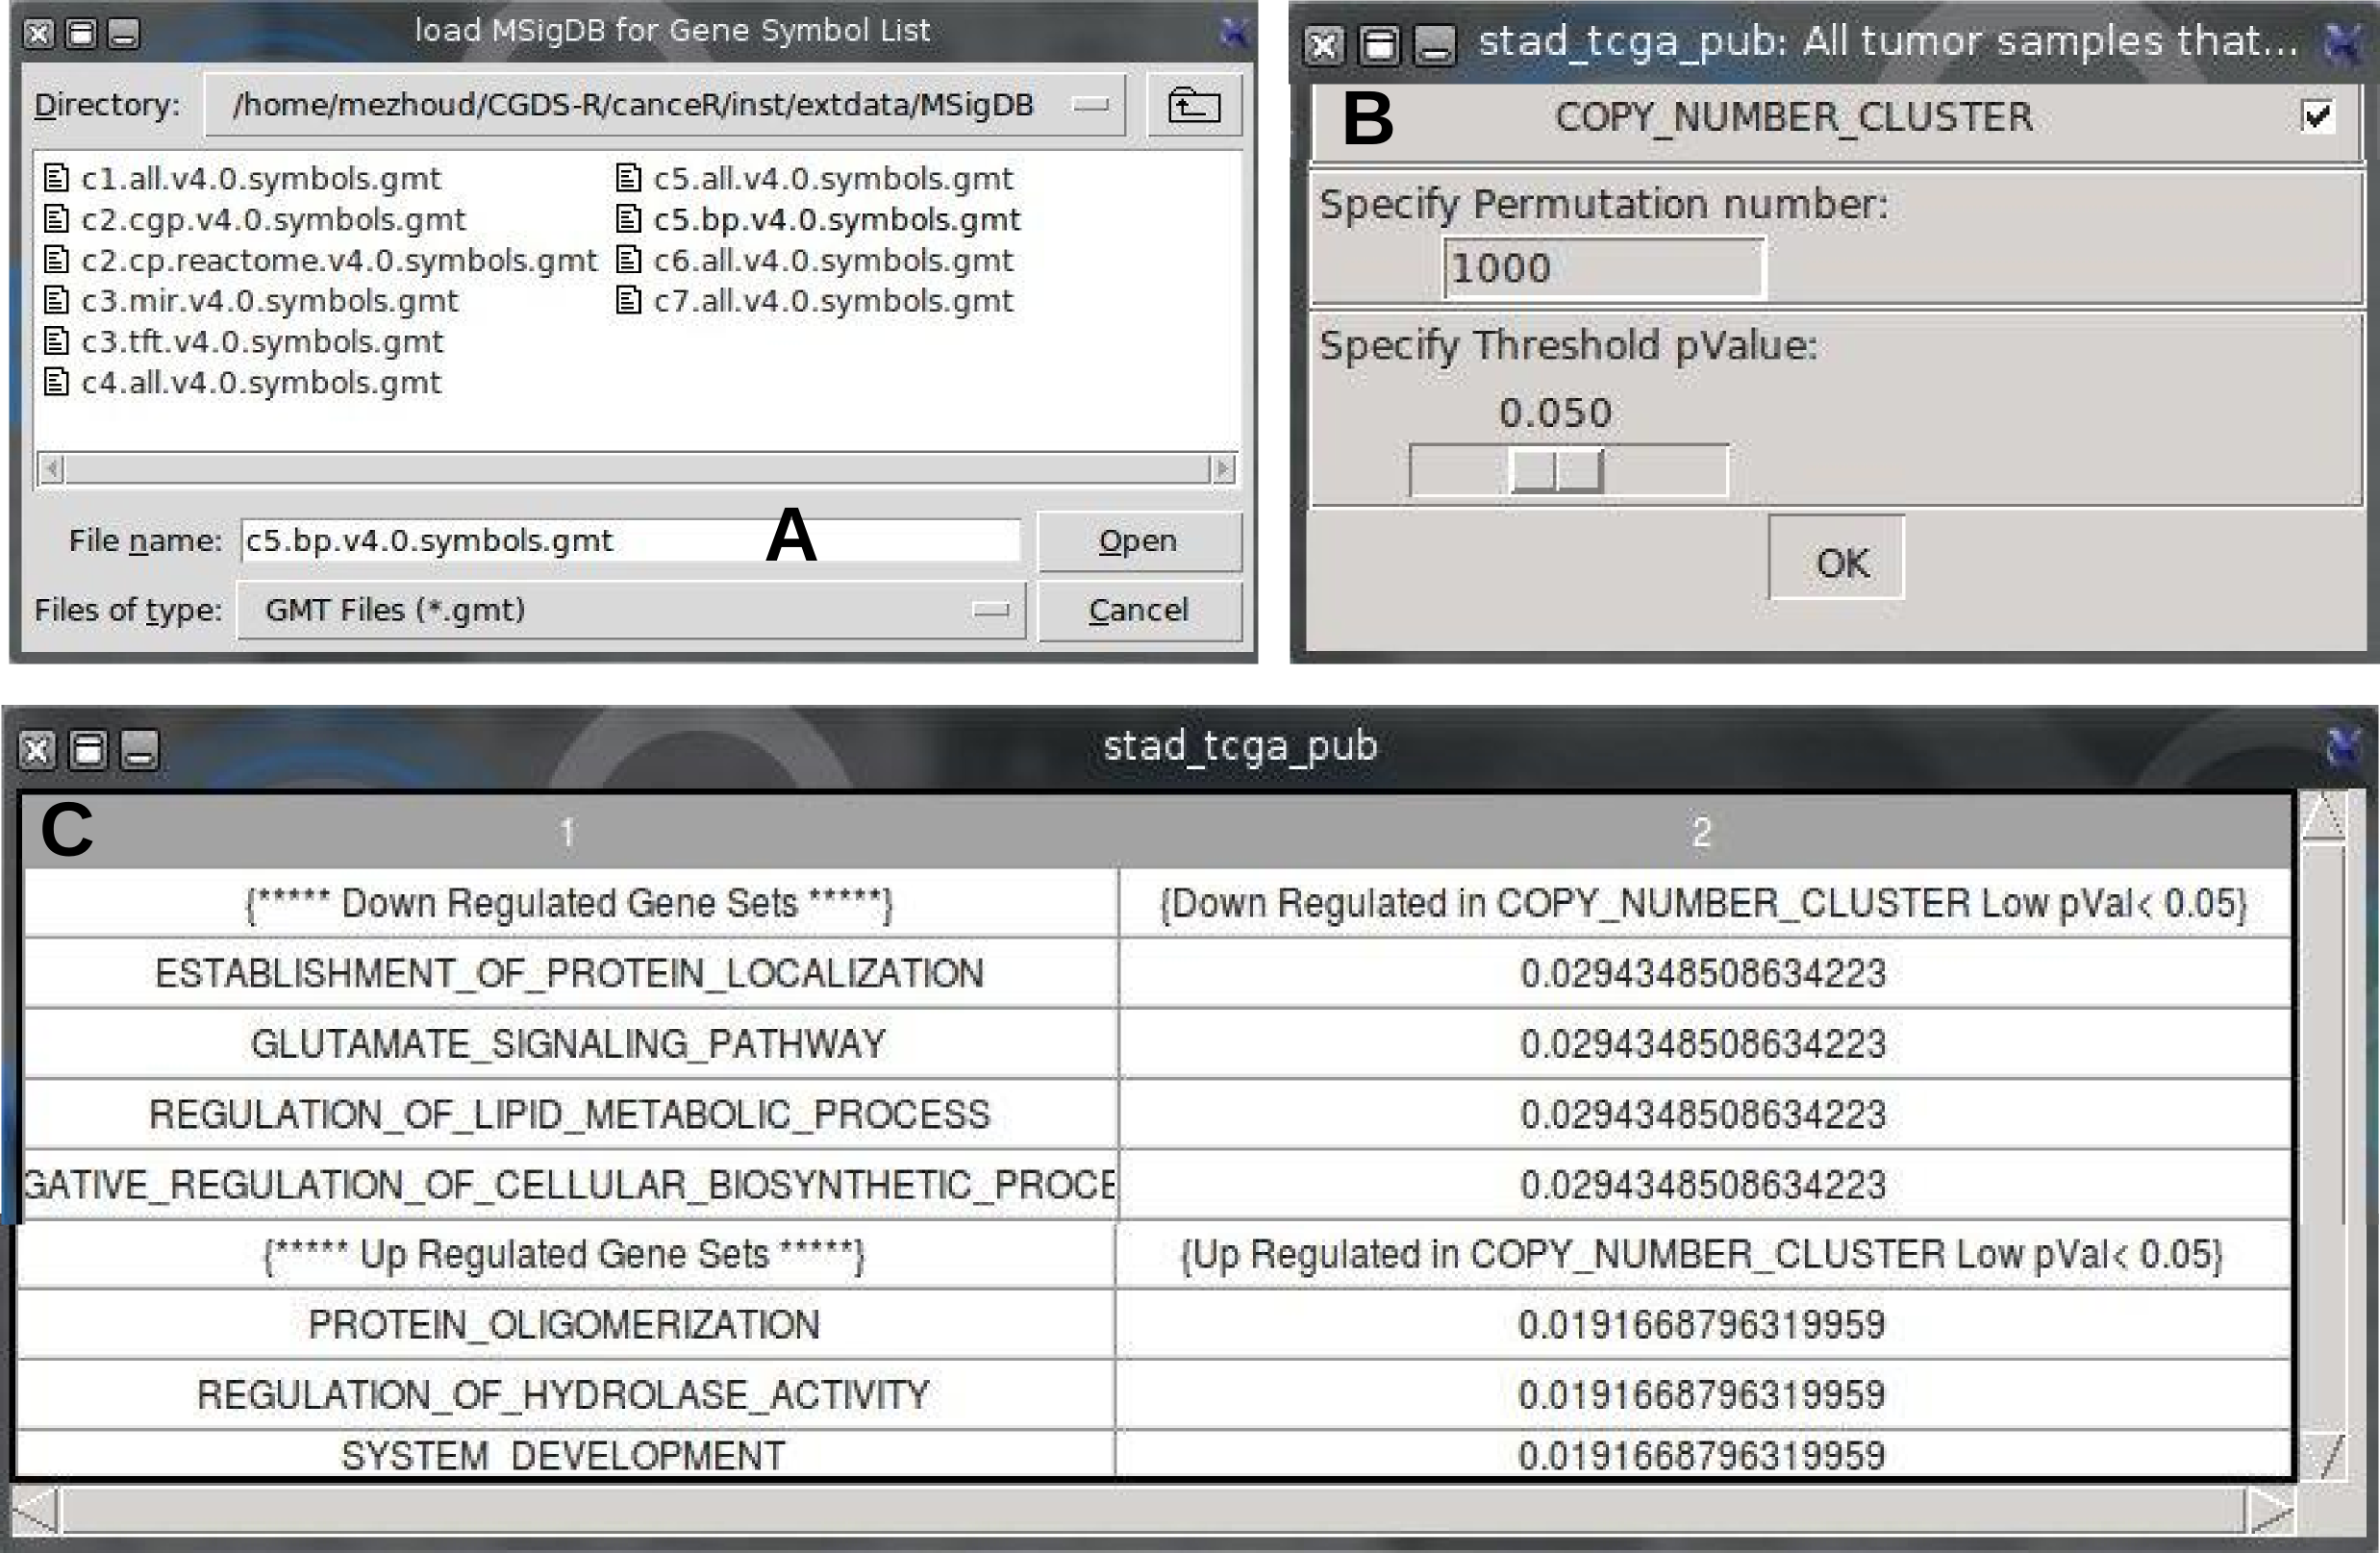 load MSigDB for Gene Symbol List
Directory: /home/mezhoud/CGDS-R/canceR/inst/extdata/MSigDB
c1.all.v4.0.symbols.gmt
c2.cgp.v4.0.symbols.gmt
c2.cp.reactome.v4.0.symbols.gmt
c3.mir.v4.0.symbols.gmt
c3.tft.v4.0.symbols.gmt
c4.all.v4.0.symbols.gmt
c5.all.v4.0.symbols.gmt
c5.bp.v4.0.symbols.gmt
c6.all.v4.0.symbols.gmt
c7.all.v4.0.symbols.gmt
A
File name: c5.bp.v4.0.symbols.gmt Open
Files of type: GMT Files (*.gmt) Cancel
stad_tcga_pub: All tumor samples that...
B COPY_NUMBER_CLUSTER
Specify Permutation number:
1000
Specify Threshold pValue:
0.050
OK
stad_tcga_pub
C 1 2
{***** Down Regulated Gene Sets *****} {Down Regulated in COPY_NUMBER_CLUSTER Low pVal< 0.05}
ESTABLISHMENT_OF_PROTEIN_LOCALIZATION 0.0294348508634223
GLUTAMATE_SIGNALING_PATHWAY 0.0294348508634223
REGULATION_OF_LIPID_METABOLIC_PROCESS 0.0294348508634223
GATIVE_REGULATION_OF_CELLULAR_BIOSYNTHETIC_PROCE 0.0294348508634223
{***** Up Regulated Gene Sets *****} {Up Regulated in COPY_NUMBER_CLUSTER Low pVal< 0.05}
PROTEIN_OLIGOMERIZATION 0.0191668796319959
REGULATION_OF_HYDROLASE_ACTIVITY 0.0191668796319959
SYSTEM_DEVELOPMENT 0.0191668796319959